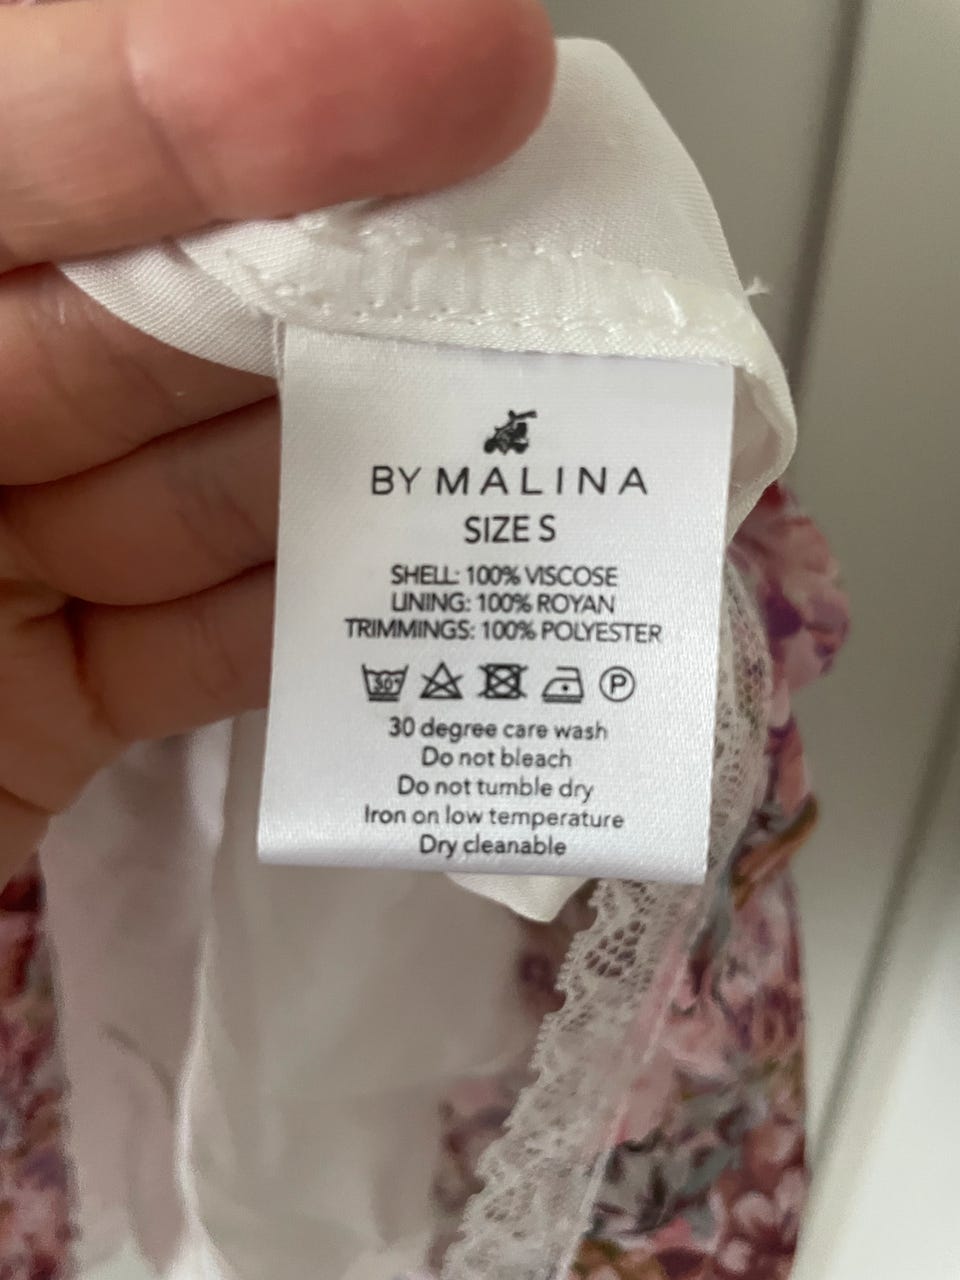 BY MALINA
SIZE S
SHELL: 100% VISCOSE
LINING: 100% ROYAN
TRIMMINGS: 100% POLYESTER
30° P
30 degree care wash
Do not bleach
Do not tumble dry
Iron on low temperature
Dry cleanable